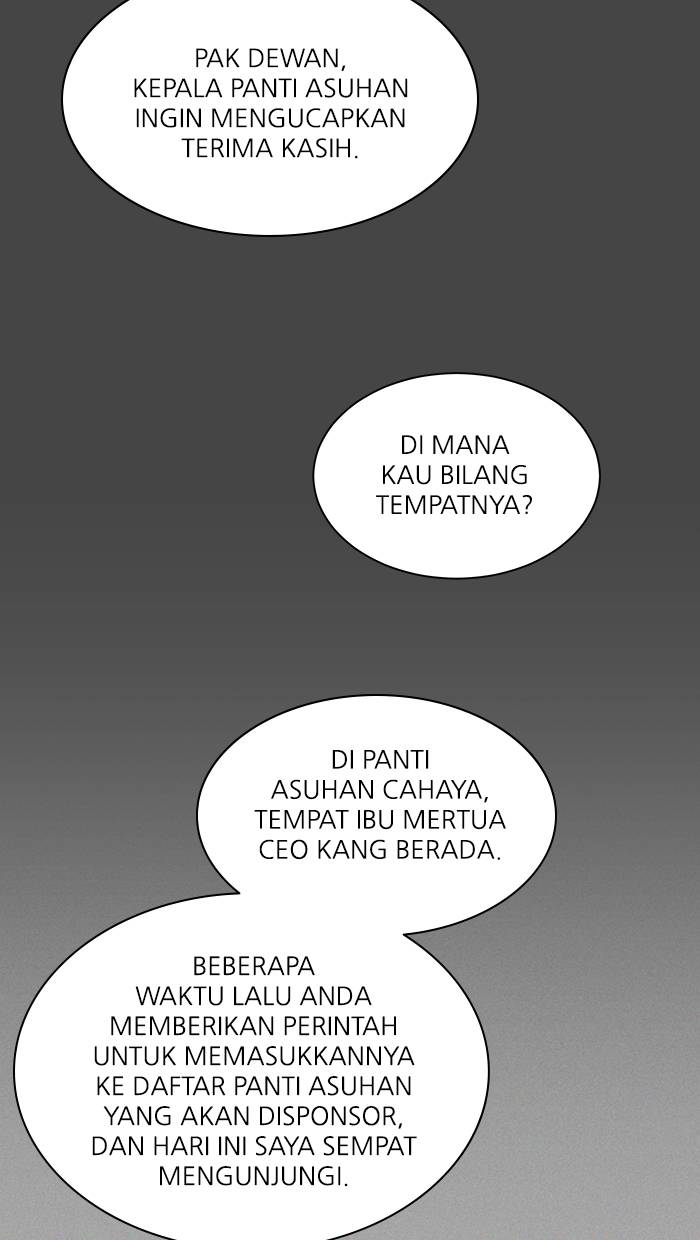 PAK DEWAN,
KEPALA PANTI ASUHAN
INGIN MENGUCAPKAN
TERIMA KASIH.
DI MANA
KAU BILANG
TEMPATNYA?
DI PANTI
ASUHAN CAHAYA,
TEMPAT IBU MERTUA
CEO KANG BERADA.
BEBERAPA
WAKTU LALU ANDA
MEMBERIKAN PERINTAH
UNTUK MEMASUKKANNYA
KE DAFTAR PANTI ASUHAN
YANG AKAN DISPONSOR,
DAN HARI INI SAYA SEMPAT
MENGUNJUNGI.